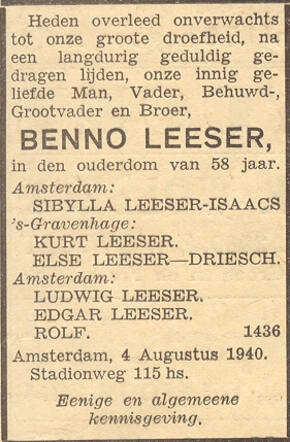 Heden overleed onverwachts
tot onze groote droefheid, na
een langdurig geduldig ge-
dragen lijden, onze innig ge-
liefde Man, Vader, Behuwd-,
Grootvader en Broer,
BENNO LEESER,
in den ouderdom van 58 jaar.
Amsterdam:
SIBYLLA LEESER-ISAACS
's-Gravenhage:
KURT LEESER.
ELSE LEESER—DRIESCH.
Amsterdam:
LUDWIG LEESER.
EDGAR LEESER.
ROLF. 1436
Amsterdam, 4 Augustus 1940.
Stadionweg 115 hs.
Eenige en algemeene
kennisgeving.